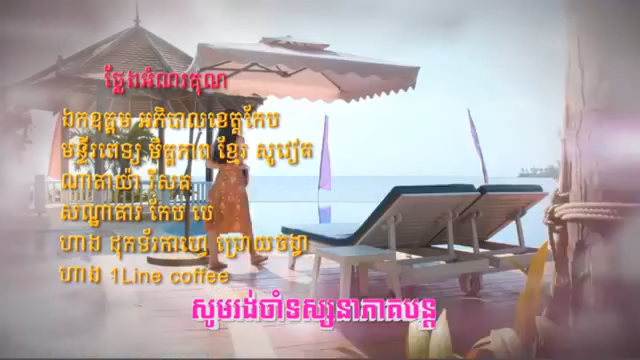 ថ្លែងអំណរគុណ
ឯកឧត្តម អភិបាលខេត្តកែប
មន្ទីរពេទ្យ មិត្តភាព ខ្មែរ សូវៀត
ណាតាយ៉ា រីសត
សណ្ឋាគារ កែប បេ
ហាង ដុកទ័រកាហ្វេ ជ្រោយចង្វា
ហាង 1Line coffee
សូមរង់ចាំទស្សនាភាគបន្ត